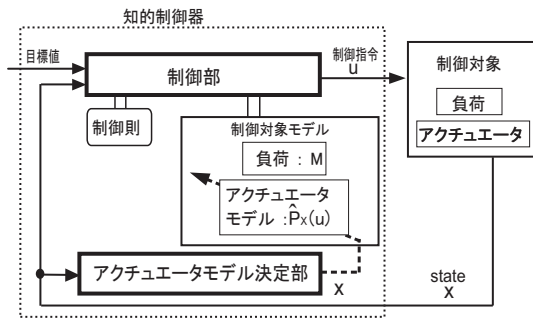 知的制御器
目標値
制御部
制御指令
u
制御対象
負荷
アクチュエータ
制御則
制御対象モデル
負荷 : M
アクチュエータ
モデル :P̂x(u)
アクチュエータモデル決定部
x
state
x